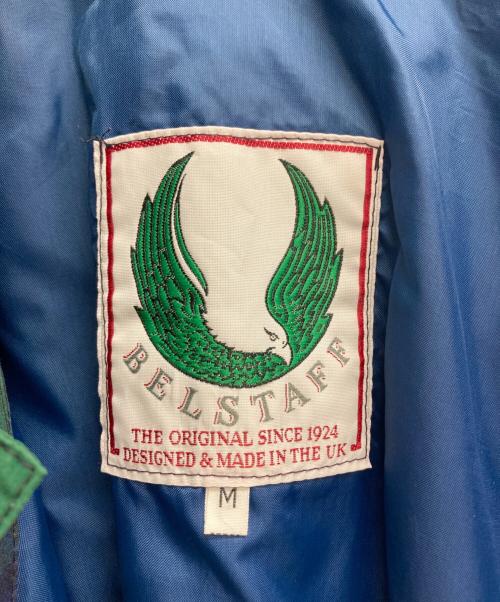 BELSTAFF
THE ORIGINAL SINCE 1924
DESIGNED & MADE IN THE UK
M